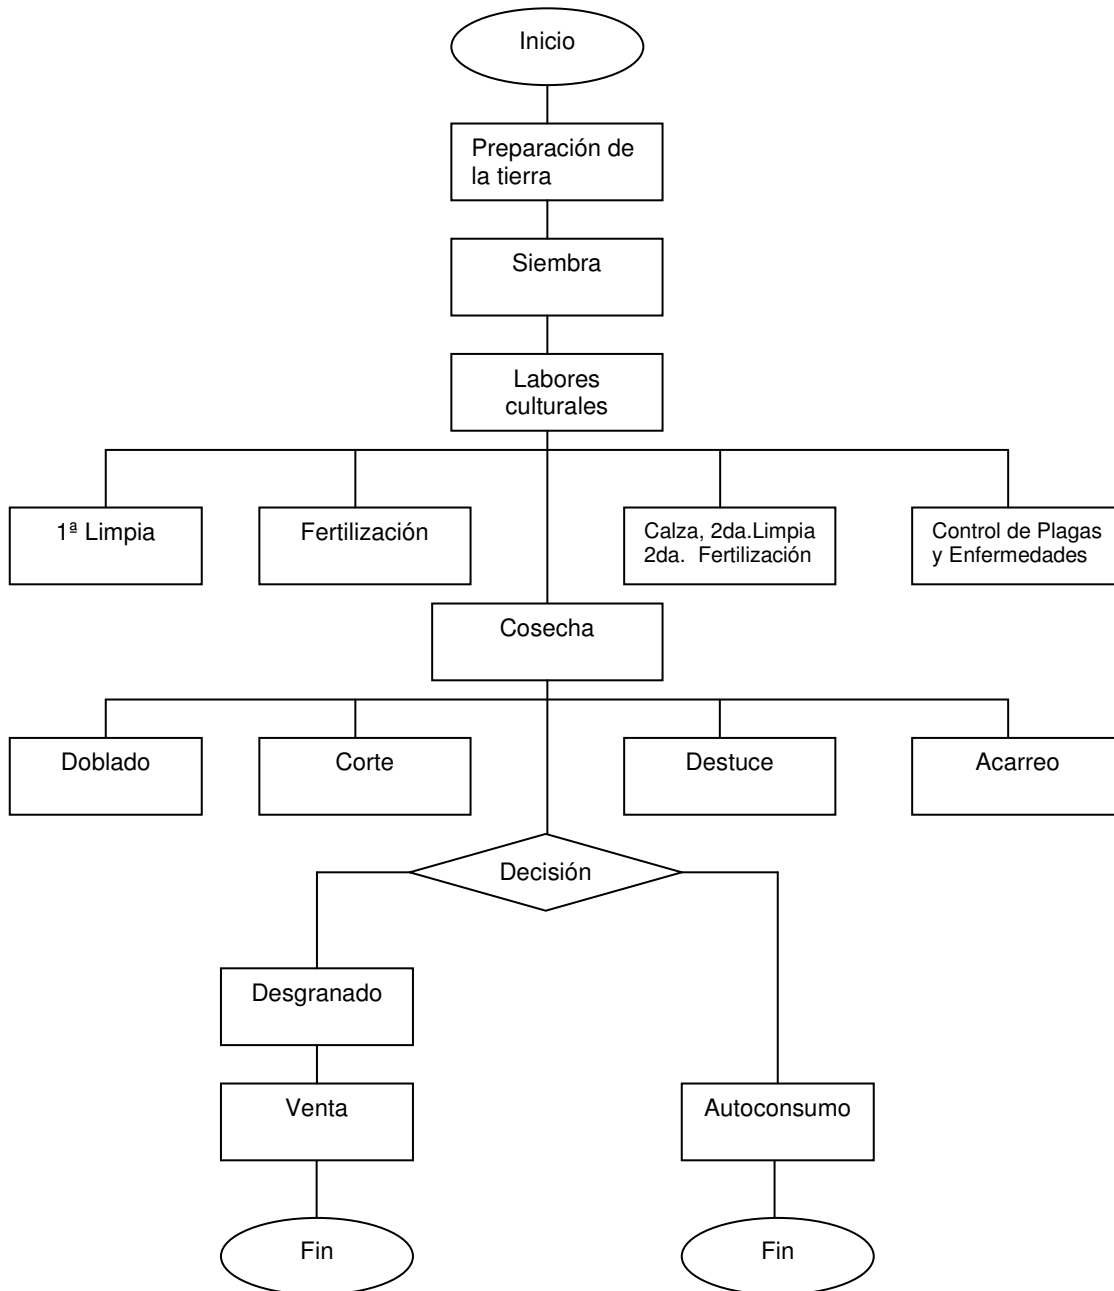 Inicio
Preparación de
la tierra
Siembra
Labores
culturales
1ª Limpia
Fertilización
Calza, 2da.Limpia
2da.  Fertilización
Control de Plagas
y Enfermedades
Cosecha
Doblado
Corte
Destuce
Acarreo
Decisión
Desgranado
Venta
Autoconsumo
Fin
Fin